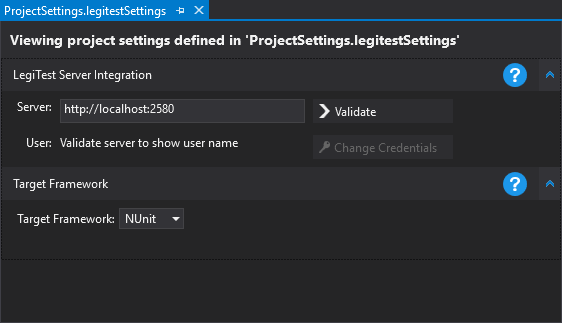 ProjectSettings.legitestSettings
Viewing project settings defined in 'ProjectSettings.legitestSettings'
LegiTest Server Integration ?
Server: http://localhost:2580 Validate
User: Validate server to show user name Change Credentials
Target Framework ?
Target Framework: NUnit